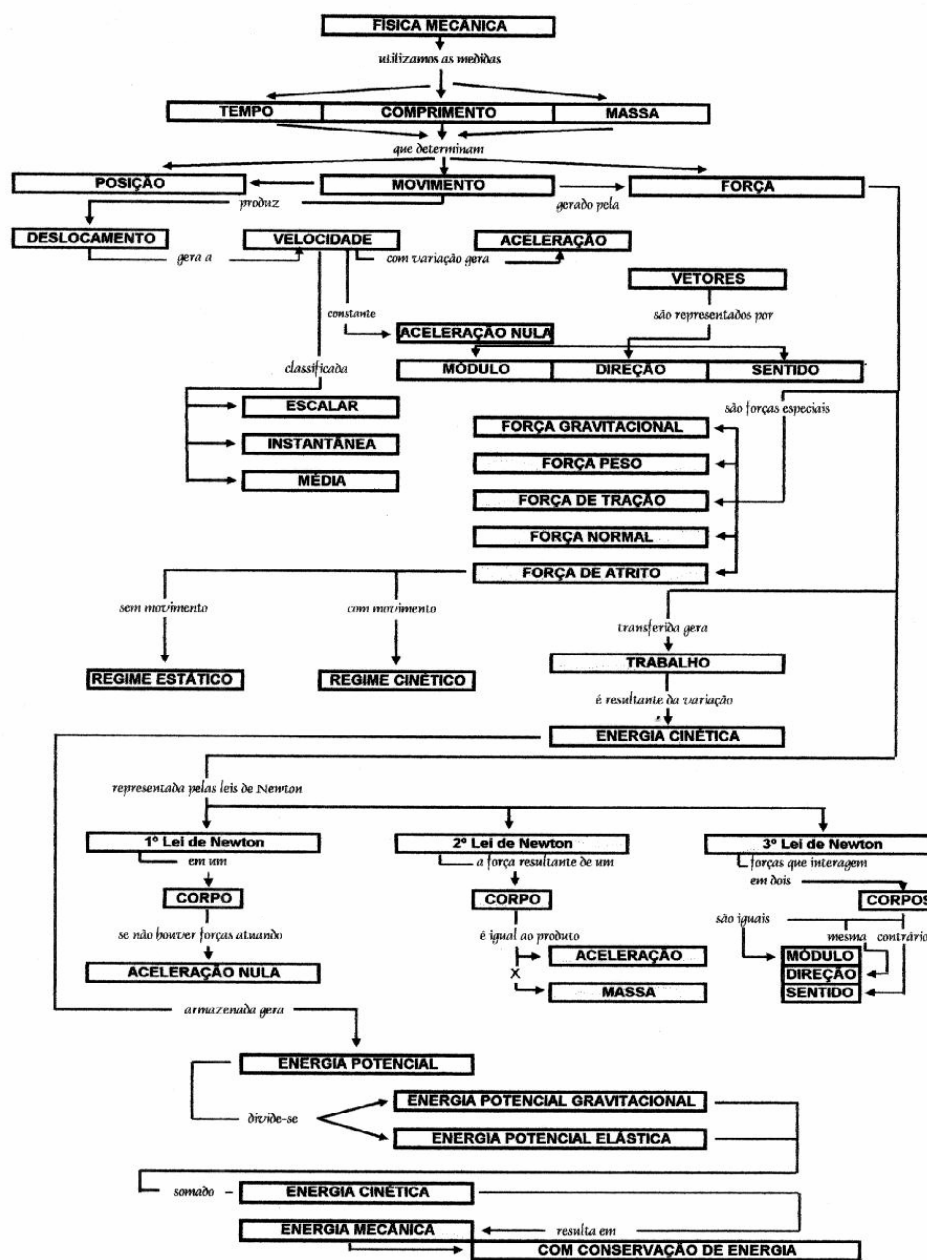 FÍSICA MECÂNICA
utilizamos as medidas
TEMPO COMPRIMENTO MASSA
que determinam
POSIÇÃO MOVIMENTO FORÇA
produz gerado pela
DESLOCAMENTO VELOCIDADE ACELERAÇÃO
gera a com variação gera
VETORES
constante são representados por
ACELERAÇÃO NULA
classificada MÓDULO DIREÇÃO SENTIDO
ESCALAR são forças especiais
FORÇA GRAVITACIONAL
INSTANTÂNEA
FORÇA PESO
MÉDIA
FORÇA DE TRAÇÃO
FORÇA NORMAL
FORÇA DE ATRITO
sem movimento com movimento
transferida gera
TRABALHO
REGIME ESTÁTICO REGIME CINÉTICO
é resultante da variação
ENERGIA CINÉTICA
representada pelas leis de Newton
1º Lei de Newton 2º Lei de Newton 3º Lei de Newton
em um a força resultante de um forças que interagem
em dois
CORPO CORPO CORPOS
são iguais
se não houver forças atuando é igual ao produto mesma contrário
ACELERAÇÃO NULA ACELERAÇÃO MÓDULO
X DIREÇÃO
MASSA SENTIDO
armazenada gera
ENERGIA POTENCIAL
ENERGIA POTENCIAL GRAVITACIONAL
divide-se
ENERGIA POTENCIAL ELÁSTICA
somado ENERGIA CINÉTICA
ENERGIA MECÂNICA resulta em
COM CONSERVAÇÃO DE ENERGIA